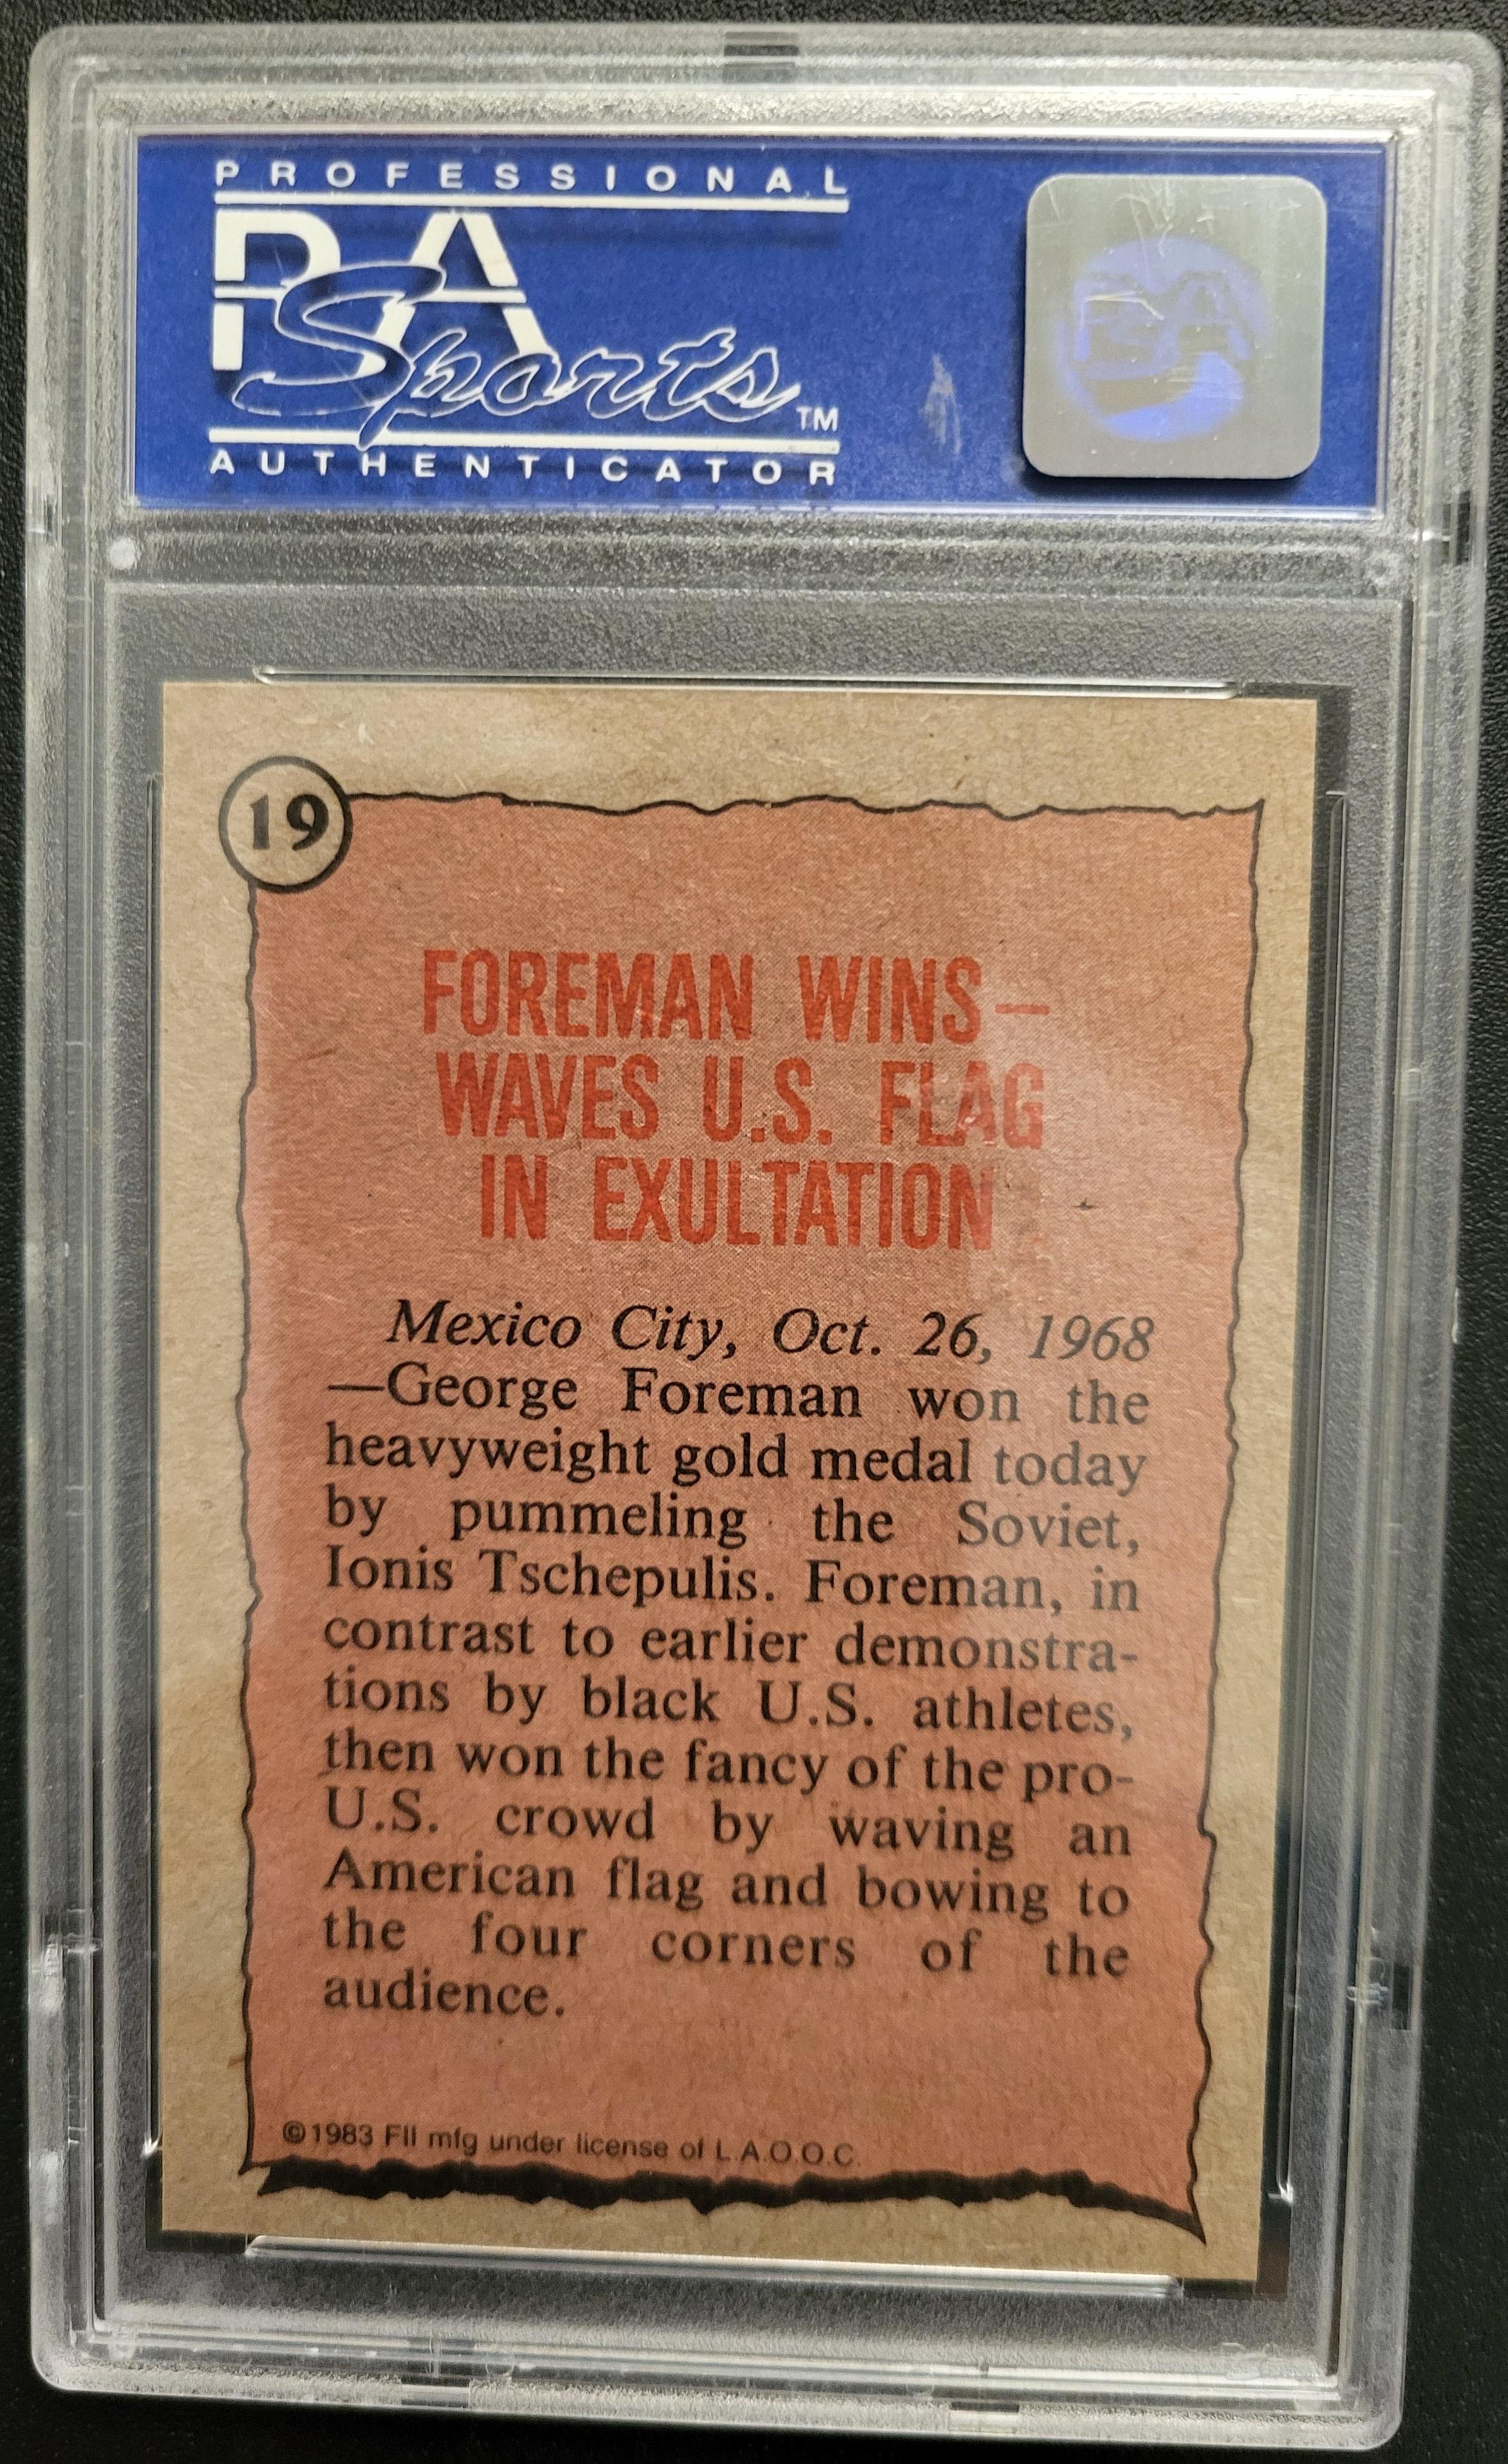 PROFESSIONAL
PSA
Sports™
AUTHENTICATOR
PSA
19
FOREMAN WINS—
WAVES U.S. FLAG
IN EXULTATION
Mexico City, Oct. 26, 1968
—George Foreman won the
heavyweight gold medal today
by pummeling the Soviet,
Ionis Tschepulis. Foreman, in
contrast to earlier demonstra-
tions by black U.S. athletes,
then won the fancy of the pro-
U.S. crowd by waving an
American flag and bowing to
the four corners of the
audience.
©1983 FII mfg under license of L.A.O.O.C.